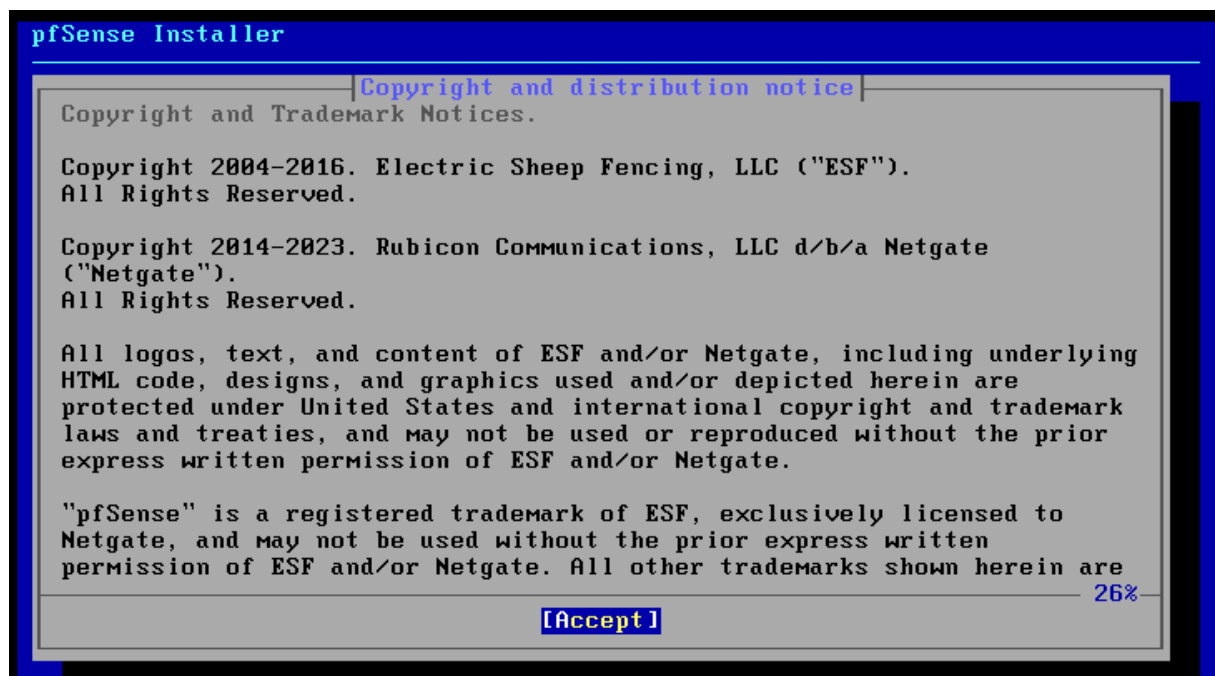 pfSense Installer
Copyright and distribution notice
Copyright and Trademark Notices.
Copyright 2004-2016. Electric Sheep Fencing, LLC ("ESF").
All Rights Reserved.
Copyright 2014-2023. Rubicon Communications, LLC d/b/a Netgate
("Netgate").
All Rights Reserved.
All logos, text, and content of ESF and/or Netgate, including underlying
HTML code, designs, and graphics used and/or depicted herein are
protected under United States and international copyright and trademark
laws and treaties, and may not be used or reproduced without the prior
express written permission of ESF and/or Netgate.
"pfSense" is a registered trademark of ESF, exclusively licensed to
Netgate, and may not be used without the prior express written
permission of ESF and/or Netgate. All other trademarks shown herein are
26%
[Accept]